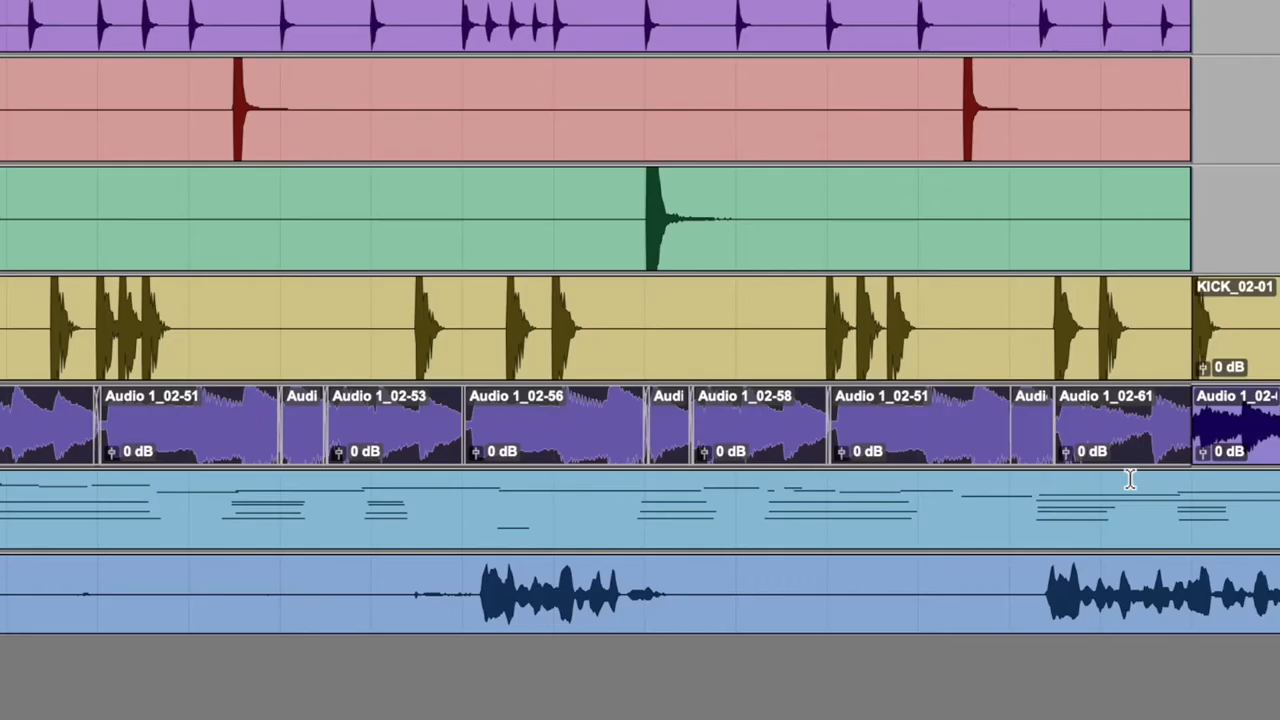 KICK_02-01
0 dB
Audio 1_02-51
Audi
Audio 1_02-53
Audio 1_02-56
Audi
Audio 1_02-58
Audio 1_02-51
Audi
Audio 1_02-61
Audio 1_02-
0 dB
0 dB
0 dB
0 dB
0 dB
0 dB
0 dB